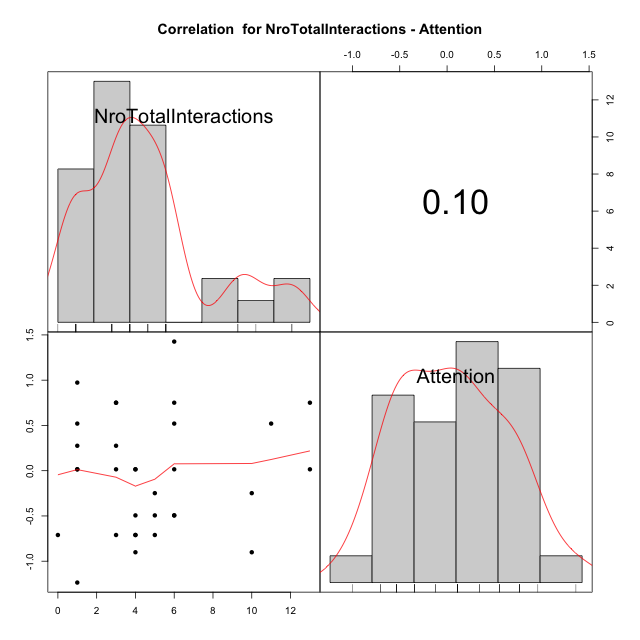 Correlation  for NroTotalInteractions - Attention
-1.0 -0.5 0.0 0.5 1.0 1.5
NroTotalInteractions
0.10
12
10
8
6
4
2
0
1.5
1.0
0.5
0.0
-0.5
-1.0
Attention
0 2 4 6 8 10 12